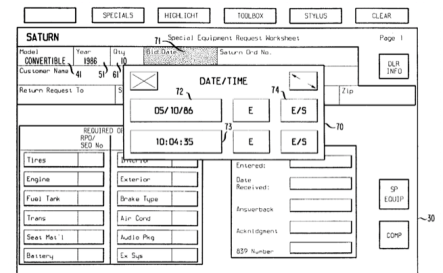 SPECIALS HIGHLIGHT TOOLBOX STYLUS CLEAR
SATURN Special Equipment Request Worksheet Page 1
71
Model Year Qty Bld Date Saturn Ord No.
CONVERTIBLE 1986 10
DLR INFO
Customer Name 41 51 61
Return Request To S Zip
DATE/TIME
72 74
05/10/86 E E/S
70
73
10:04:35 E E/S
REQUIRED O
RPO/
SEO No
Tires Interior
Engine Exterior
Fuel Tank Brake Type
Trans Air Cond
Seat Mat'l Audio Pkg
Battery Ex Sys
Entered:
Date
Received:
Answerback
Acknldgment
839 Number
SP
EQUIP
30
COMP